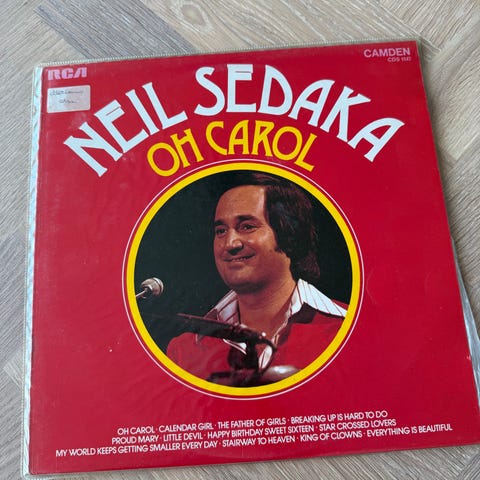 RCA
CAMDEN
CDS 1147
NEIL SEDAKA
OH CAROL
OH CAROL · CALENDAR GIRL · THE FATHER OF GIRLS · BREAKING UP IS HARD TO DO
PROUD MARY · LITTLE DEVIL · HAPPY BIRTHDAY SWEET SIXTEEN · STAR CROSSED LOVERS
MY WORLD KEEPS GETTING SMALLER EVERY DAY · STAIRWAY TO HEAVEN · KING OF CLOWNS · EVERYTHING IS BEAUTIFUL